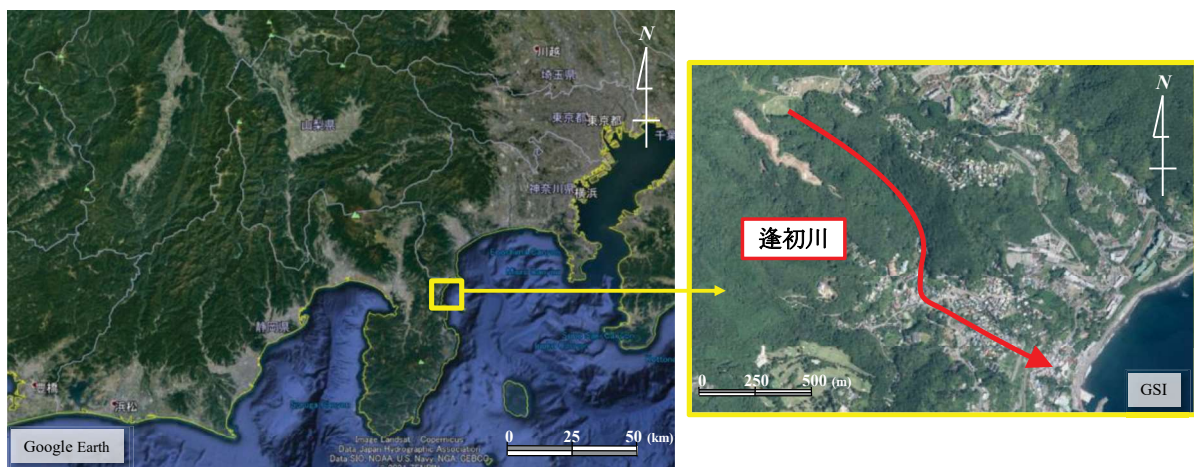 川越
埼玉県
東京都
東京都
千葉
山梨県
神奈川県
横浜
静岡県
豊橋
浜松
N
Image Landsat / Copernicus
Data Japan Hydrographic Association
Data SIO, NOAA, U.S. Navy, NGA, GEBCO
Google Earth
0 25 50 (km)
N
逢初川
0 250 500 (m)
GSI